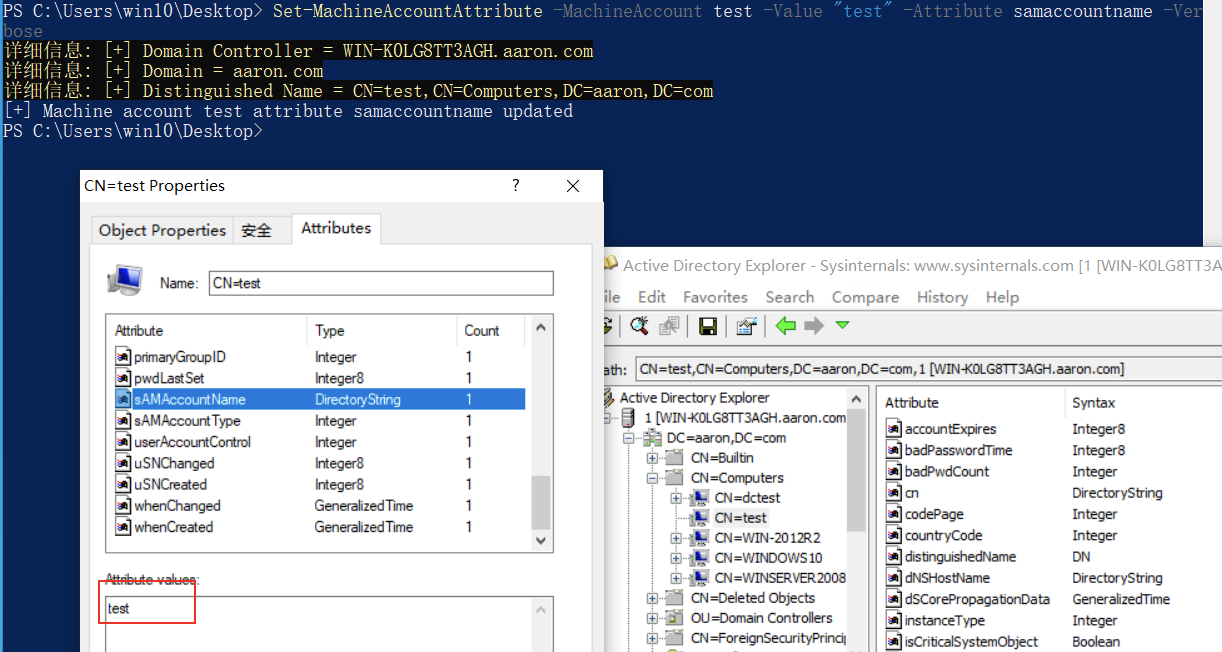 PS C:\Users\win10\Desktop> Set-MachineAccountAttribute -MachineAccount test -Value "test" -Attribute samaccountname -Ver
bose
详细信息: [+] Domain Controller = WIN-K0LG8TT3AGH.aaron.com
详细信息: [+] Domain = aaron.com
详细信息: [+] Distinguished Name = CN=test,CN=Computers,DC=aaron,DC=com
[+] Machine account test attribute samaccountname updated
PS C:\Users\win10\Desktop>
CN=test Properties
?
Object Properties 安全 Attributes
Name: CN=test
Attribute Type Count
primaryGroupID Integer 1
pwdLastSet Integer8 1
sAMAccountName DirectoryString 1
sAMAccountType Integer 1
userAccountControl Integer 1
uSNChanged Integer8 1
uSNCreated Integer8 1
whenChanged GeneralizedTime 1
whenCreated GeneralizedTime 1
Attribute values:
test
Active Directory Explorer - Sysinternals: www.sysinternals.com [1 [WIN-K0LG8TT3A
ile Edit Favorites Search Compare History Help
ath: CN=test,CN=Computers,DC=aaron,DC=com,1 [WIN-K0LG8TT3AGH.aaron.com]
Active Directory Explorer
1 [WIN-K0LG8TT3AGH.aaron.com
DC=aaron,DC=com
CN=Builtin
CN=Computers
CN=dctest
CN=test
CN=WIN-2012R2
CN=WINDOWS10
CN=WINSERVER2008
CN=Deleted Objects
OU=Domain Controllers
CN=ForeignSecurityPrincip
Attribute Syntax
accountExpires Integer8
badPasswordTime Integer8
badPwdCount Integer
cn DirectoryString
codePage Integer
countryCode Integer
distinguishedName DN
dNSHostName DirectoryString
dSCorePropagationData GeneralizedTime
instanceType Integer
isCriticalSystemObject Boolean